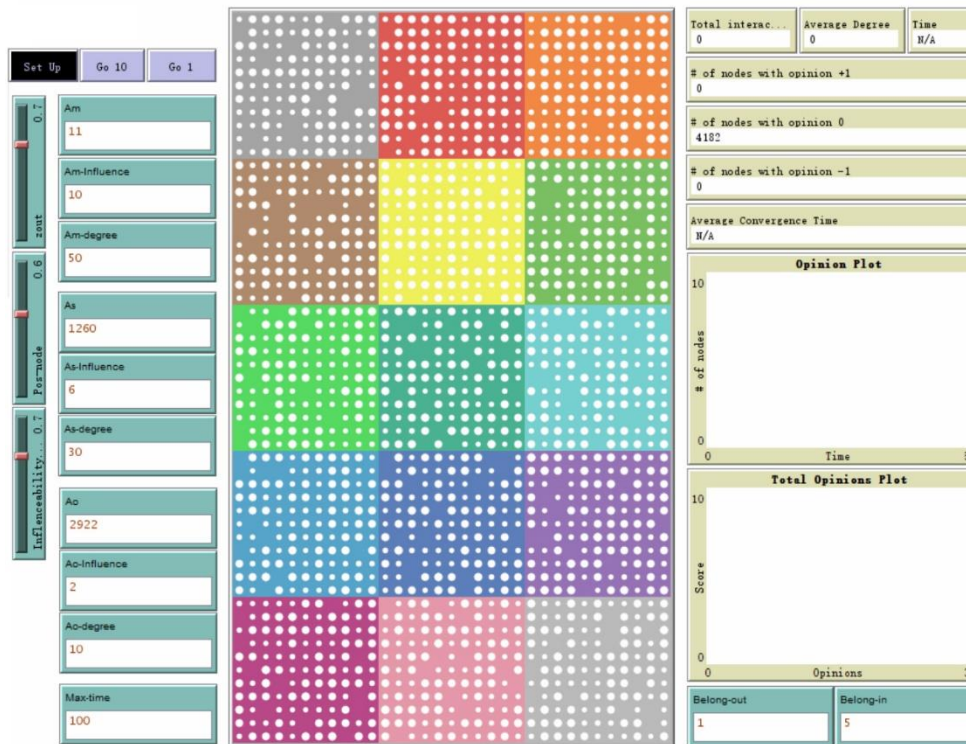 Set Up
Go 10
Go 1
zout 0.7
Pos-node 0.6
Inflenceability... 0.7
Am
11
Am-Influence
10
Am-degree
50
As
1260
As-Influence
6
As-degree
30
Ao
2922
Ao-Influence
2
Ao-degree
10
Max-time
100
Total interac...
0
Average Degree
0
Time
N/A
# of nodes with opinion +1
0
# of nodes with opinion 0
4182
# of nodes with opinion -1
0
Average Convergence Time
N/A
Opinion Plot
10
# of nodes
0
0
Time
Total Opinions Plot
10
Score
0
0
Opinions
Belong-out
1
Belong-in
5